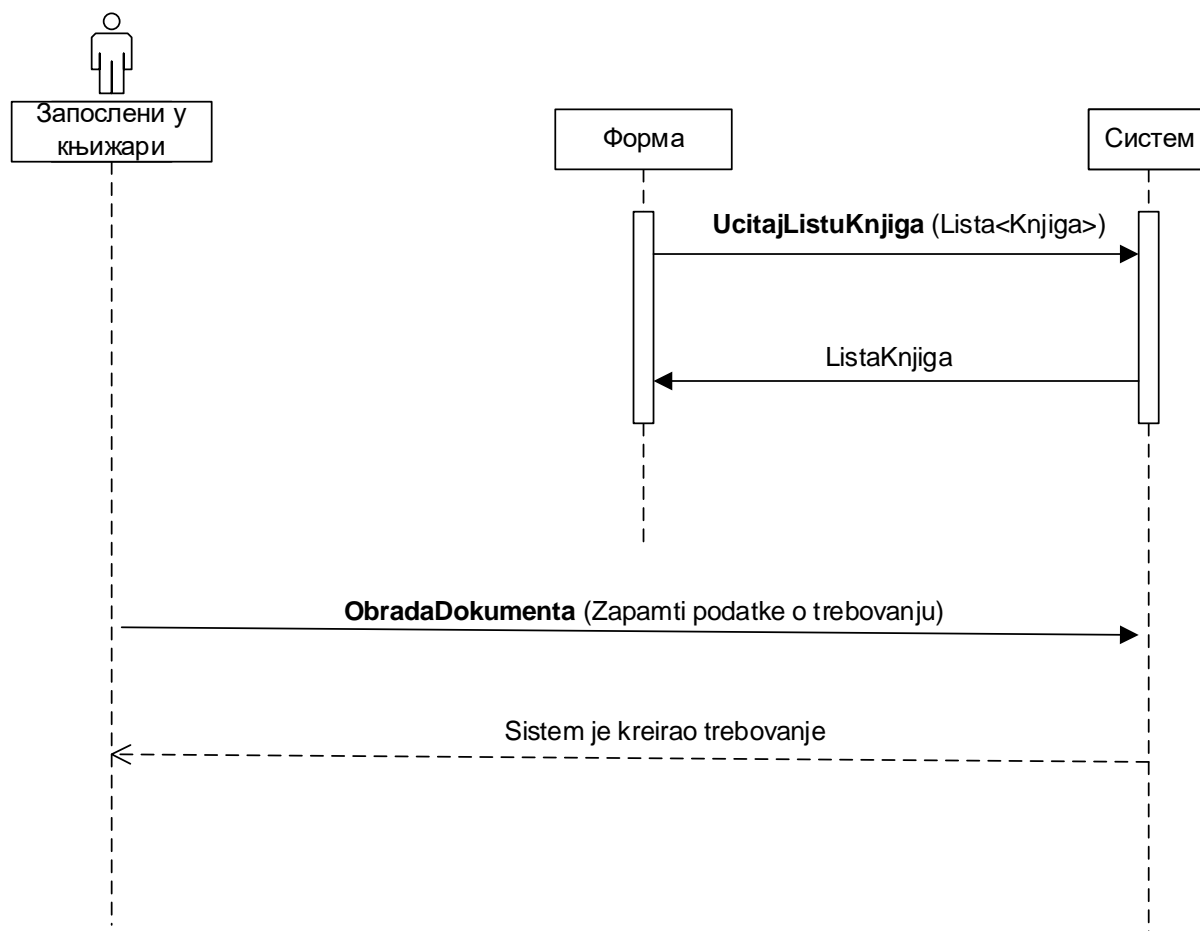 Запослени у
књижари
Форма
Систем
UcitajListuKnjiga (Lista<Knjiga>)
ListaKnjiga
ObradaDokumenta (Zapamti podatke o trebovanju)
Sistem je kreirao trebovanje